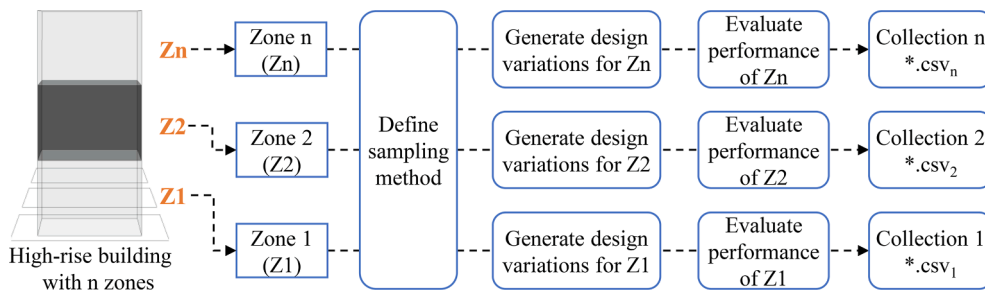 Zn
Zone n
(Zn)
Generate design
variations for Zn
Evaluate
performance
of Zn
Collection n
*.csvₙ
Z2
Zone 2
(Z2)
Define
sampling
method
Generate design
variations for Z2
Evaluate
performance
of Z2
Collection 2
*.csv₂
Z1
Zone 1
(Z1)
Generate design
variations for Z1
Evaluate
performance
of Z1
Collection 1
*.csv₁
High-rise building
with n zones